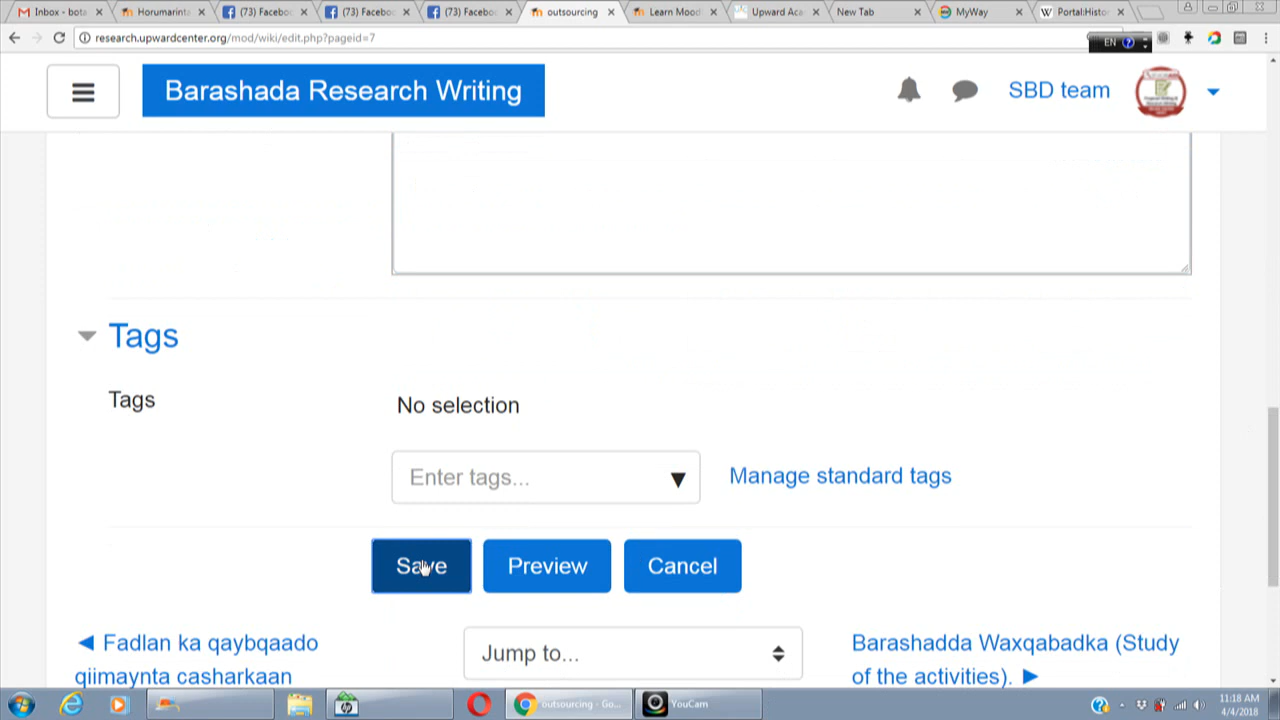 Inbox - bota
Horumarinta
(73) Faceboo
(73) Faceboo
(73) Faceboo
outsourcing
Learn Mood
Upward Aca
New Tab
MyWay
Portal:Histo
research.upwardcenter.org/mod/wiki/edit.php?pageid=7
EN
Barashada Research Writing
SBD team
Tags
Tags
No selection
Enter tags...
Manage standard tags
Save
Preview
Cancel
◄ Fadlan ka qaybqaado
qiimaynta casharkaan
Jump to...
Barashadda Waxqabadka (Study
of the activities). ►
outsourcing - Go...
YouCam
11:18 AM
4/4/2018